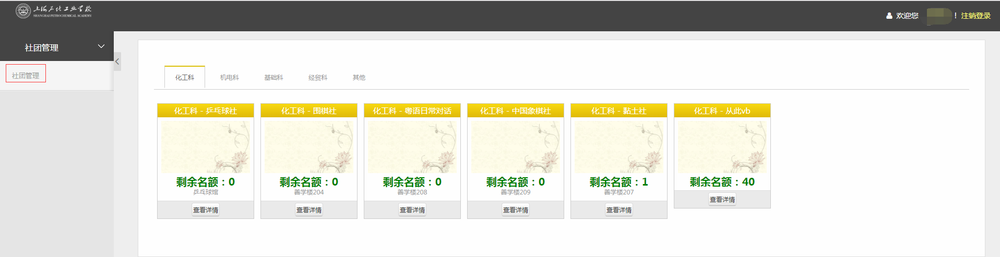 上海石化工业学校
SHANGHAI PETROCHEMICAL ACADEMY
欢迎您 ！ 注销登录
社团管理
社团管理
化工科 机电科 基础科 经贸科 其他
化工科 - 乒乓球社
剩余名额：0
乒乓球馆
查看详情
化工科 - 围棋社
剩余名额：0
善学楼204
查看详情
化工科 - 粤语日常对话
剩余名额：0
善学楼208
查看详情
化工科 - 中国象棋社
剩余名额：0
善学楼209
查看详情
化工科 - 黏土社
剩余名额：1
善学楼207
查看详情
化工科 - 从此vb
剩余名额：40
查看详情